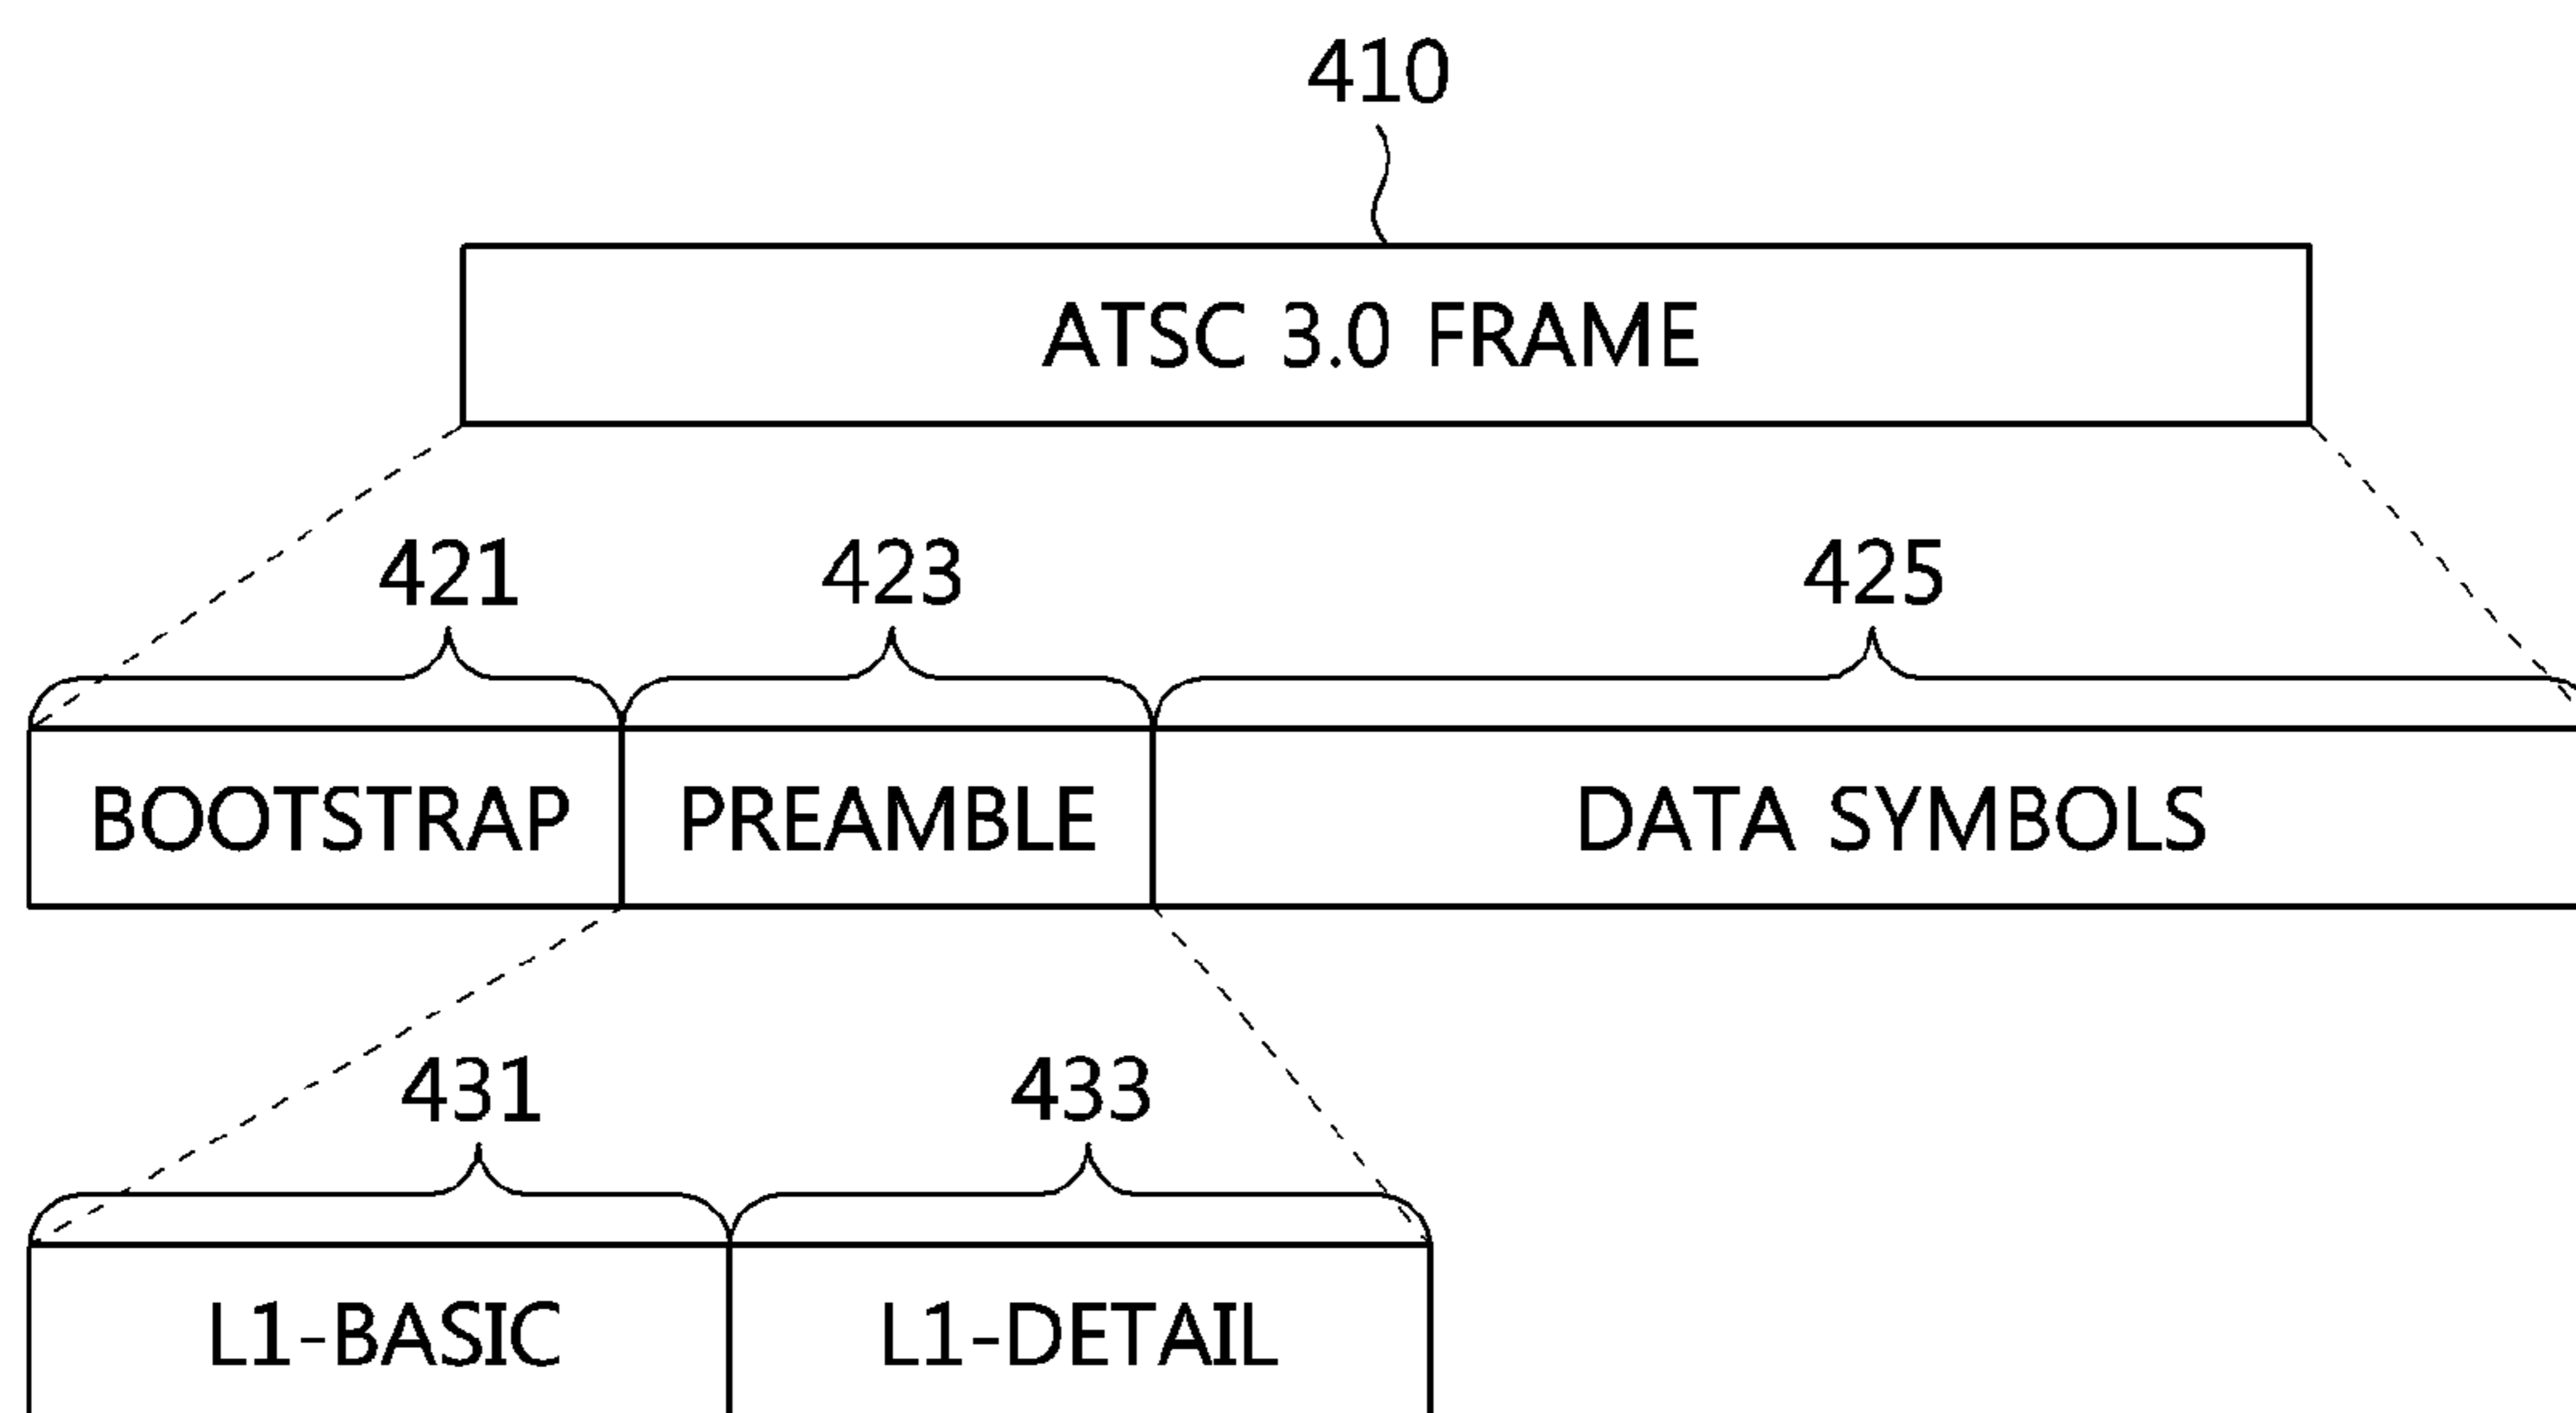 410
ATSC 3.0 FRAME
421 423 425
BOOTSTRAP PREAMBLE DATA SYMBOLS
431 433
L1-BASIC L1-DETAIL